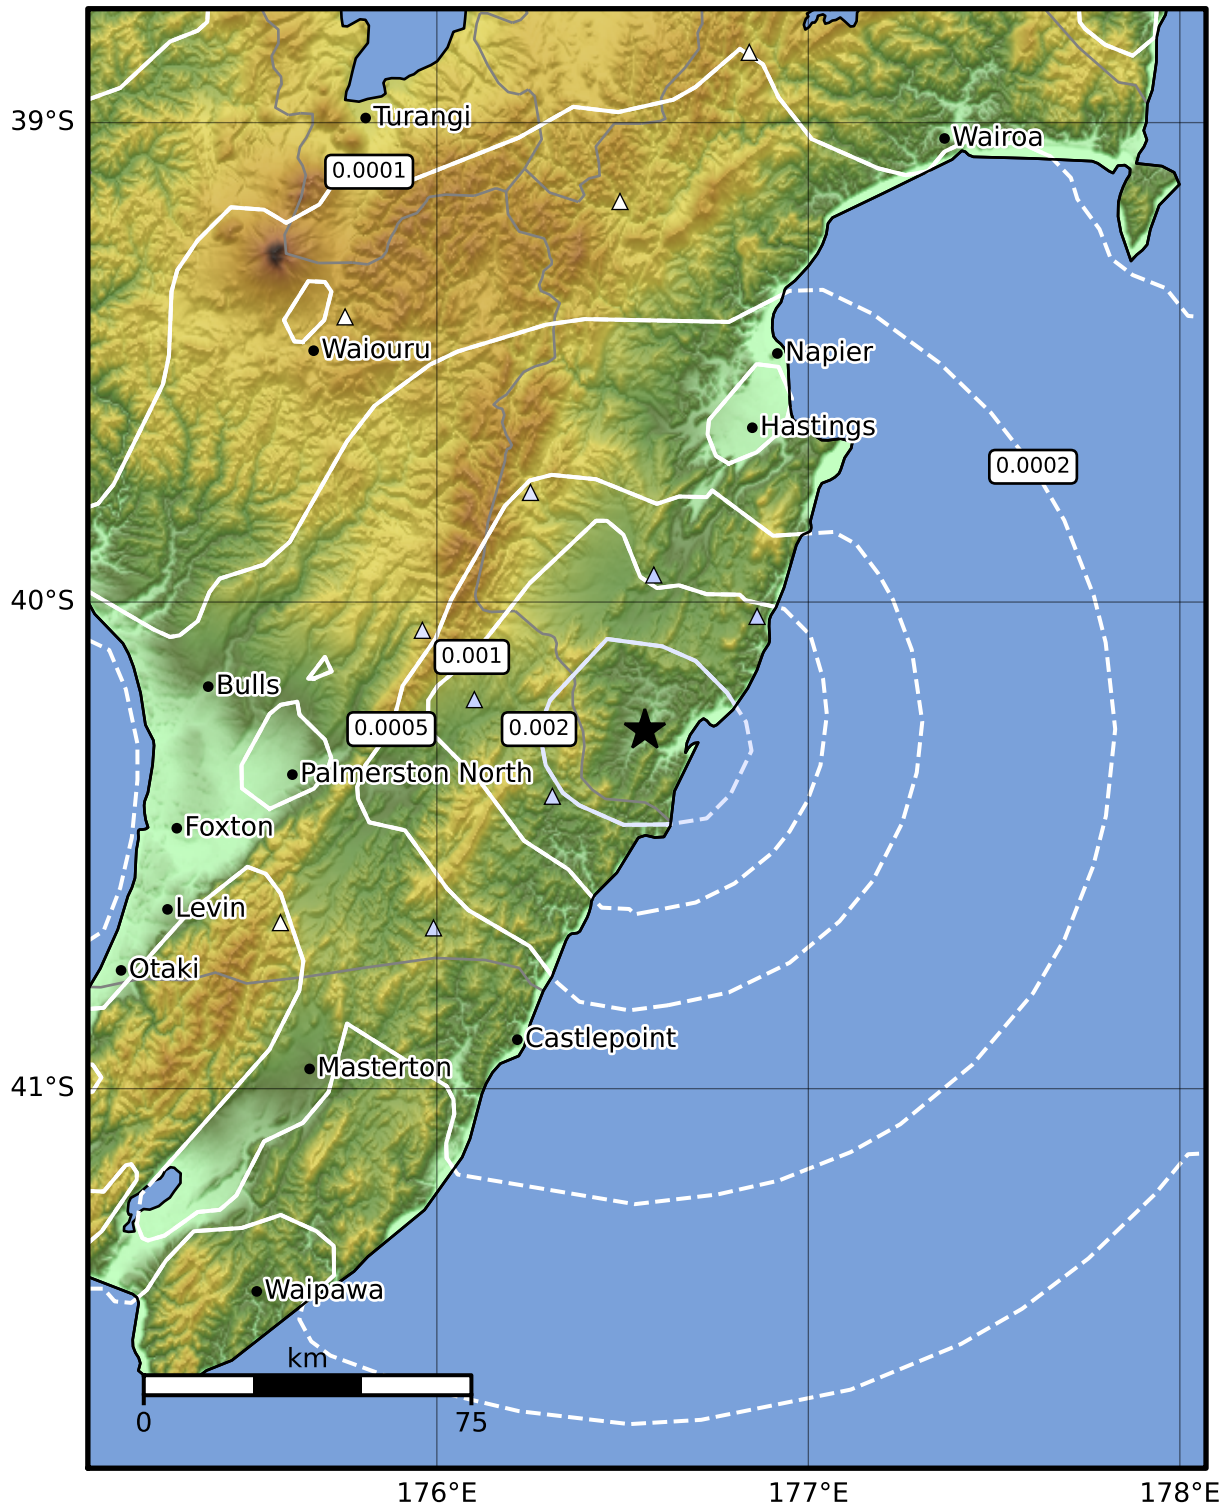 Turangi
39°S
Wairoa
0.0001
Waiouru
Napier
Hastings
0.0002
40°S
0.001
Bulls
0.0005
0.002
Palmerston North
Foxton
Levin
Otaki
Castlepoint
Masterton
41°S
Waipawa
km
0
75
176°E
177°E
178°E